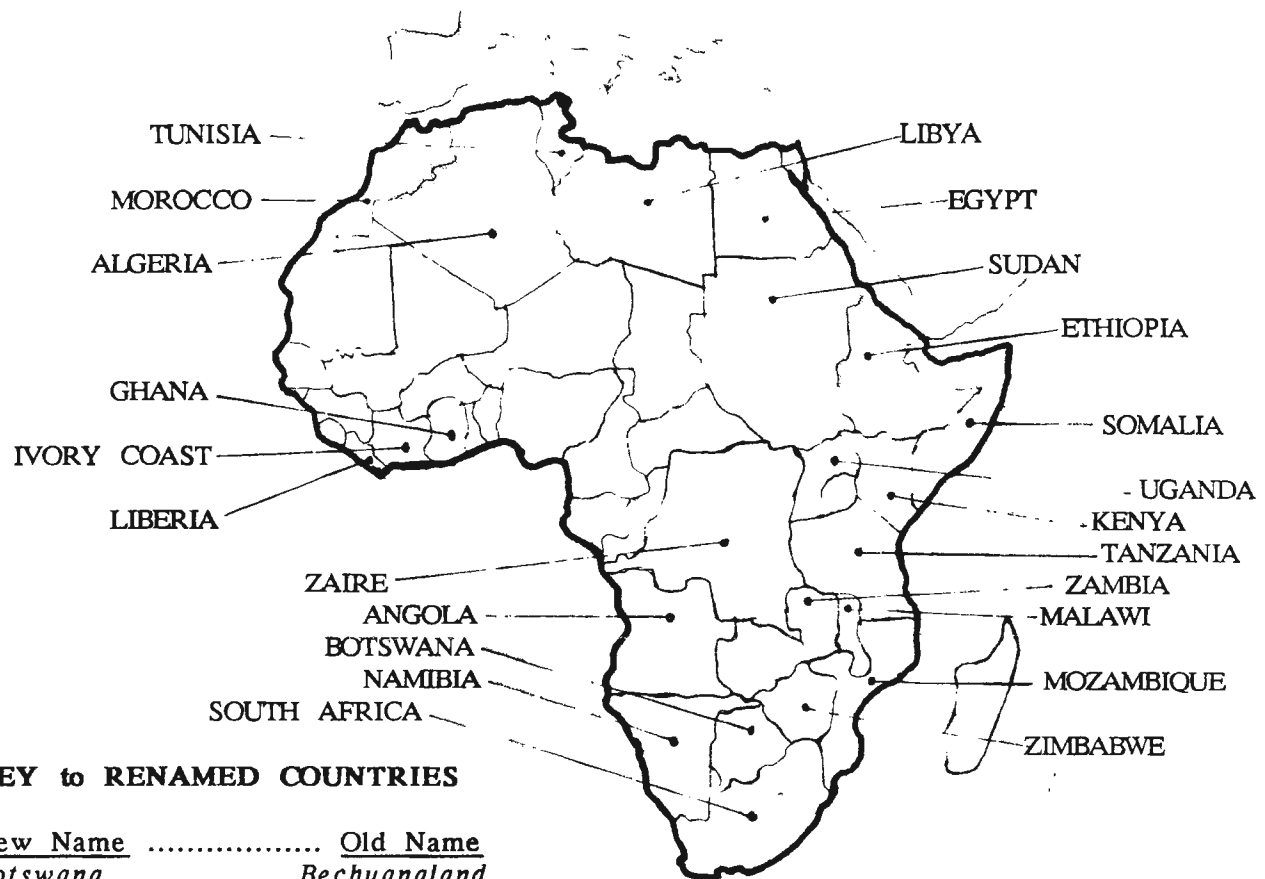 TUNISIA
LIBYA
MOROCCO
EGYPT
ALGERIA
SUDAN
ETHIOPIA
GHANA
SOMALIA
IVORY COAST
UGANDA
LIBERIA
KENYA
TANZANIA
ZAIRE
ZAMBIA
ANGOLA
MALAWI
BOTSWANA
NAMIBIA
MOZAMBIQUE
SOUTH AFRICA
ZIMBABWE
EY to RENAMED COUNTRIES
ew Name .................. Old Name
otswana Bechuanaland